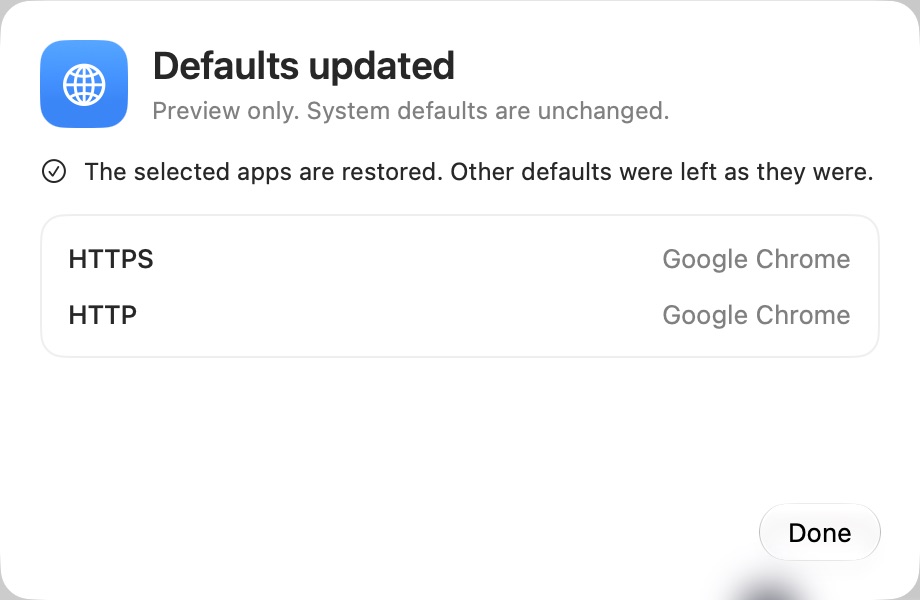 Defaults updated
Preview only. System defaults are unchanged.
The selected apps are restored. Other defaults were left as they were.
HTTPS Google Chrome
HTTP Google Chrome
Done